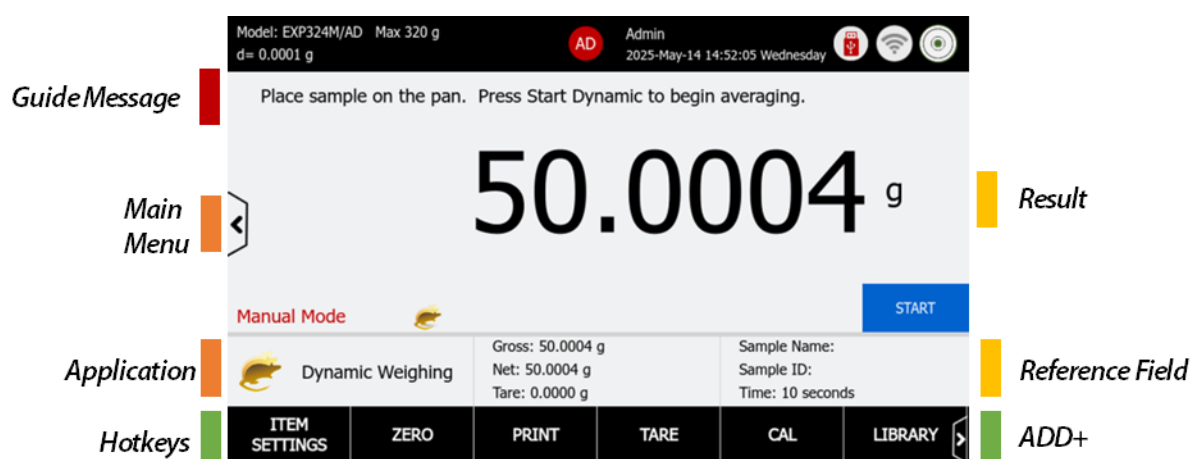 Model: EXP324M/AD Max 320 g
d= 0.0001 g
AD
Admin
2025-May-14 14:52:05 Wednesday
Guide Message
Place sample on the pan. Press Start Dynamic to begin averaging.
50.0004 g
Result
Main
Menu
START
Manual Mode
Application
Dynamic Weighing
Gross: 50.0004 g
Net: 50.0004 g
Tare: 0.0000 g
Sample Name:
Sample ID:
Time: 10 seconds
Reference Field
Hotkeys
ITEM
SETTINGS
ZERO
PRINT
TARE
CAL
LIBRARY
ADD+